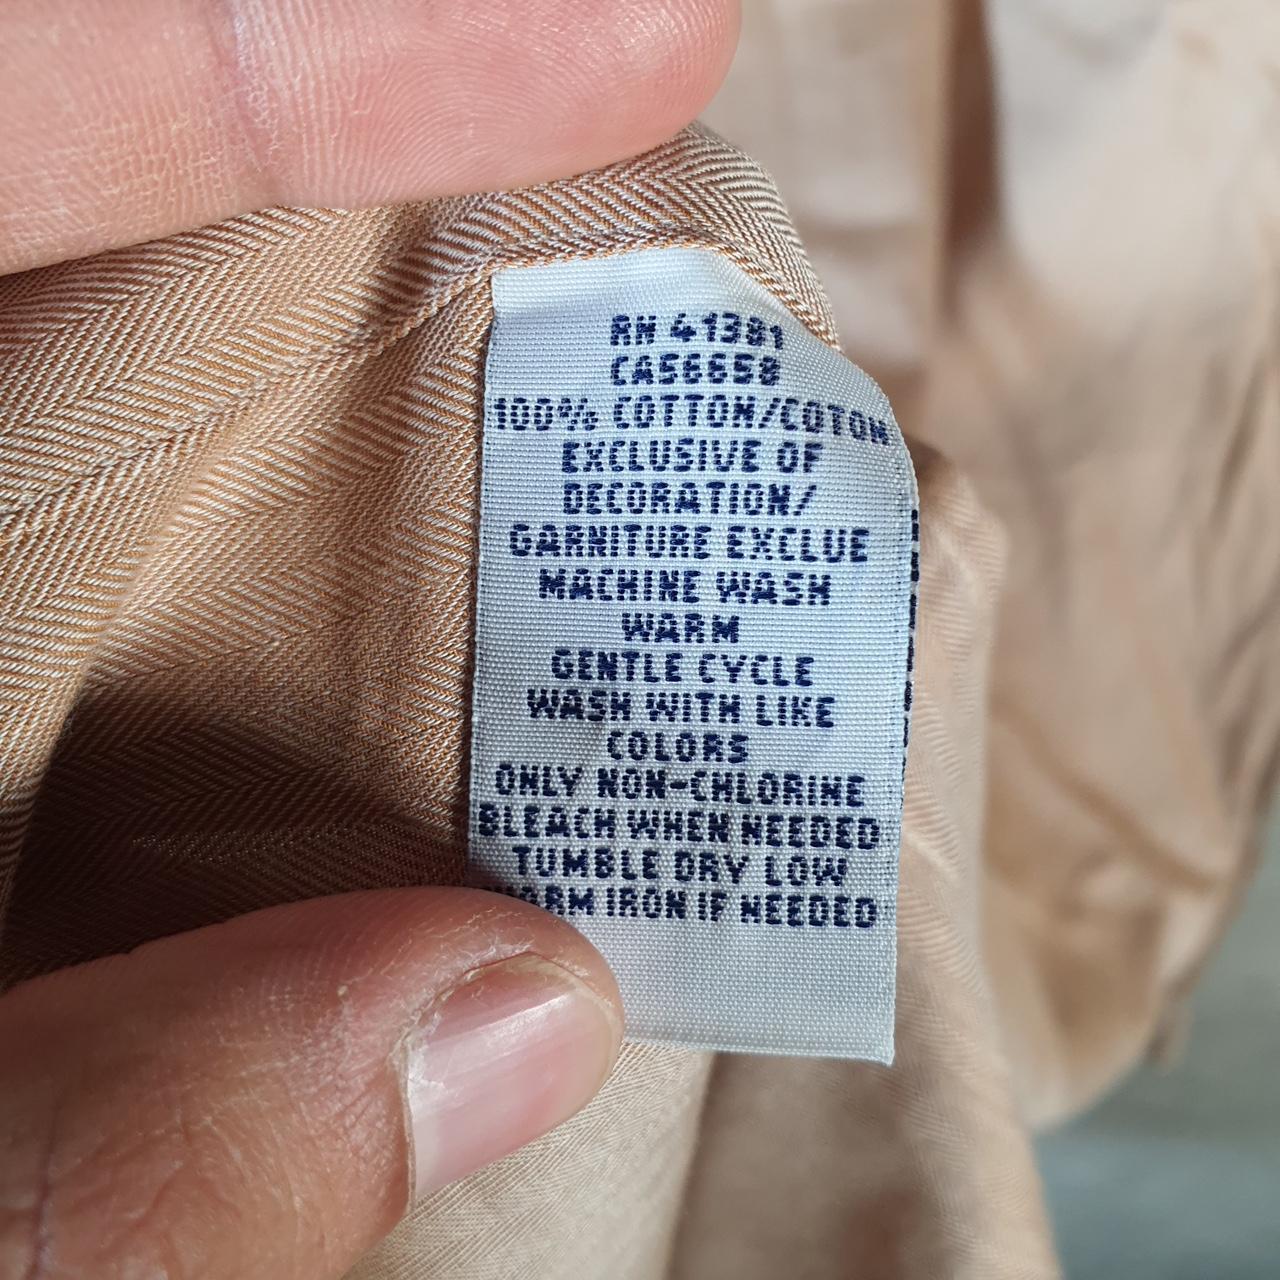 RN 41381
CA56658
100% COTTON/COTON
EXCLUSIVE OF
DECORATION/
GARNITURE EXCLUE
MACHINE WASH
WARM
GENTLE CYCLE
WASH WITH LIKE
COLORS
ONLY NON-CHLORINE
BLEACH WHEN NEEDED
TUMBLE DRY LOW
WARM IRON IF NEEDED